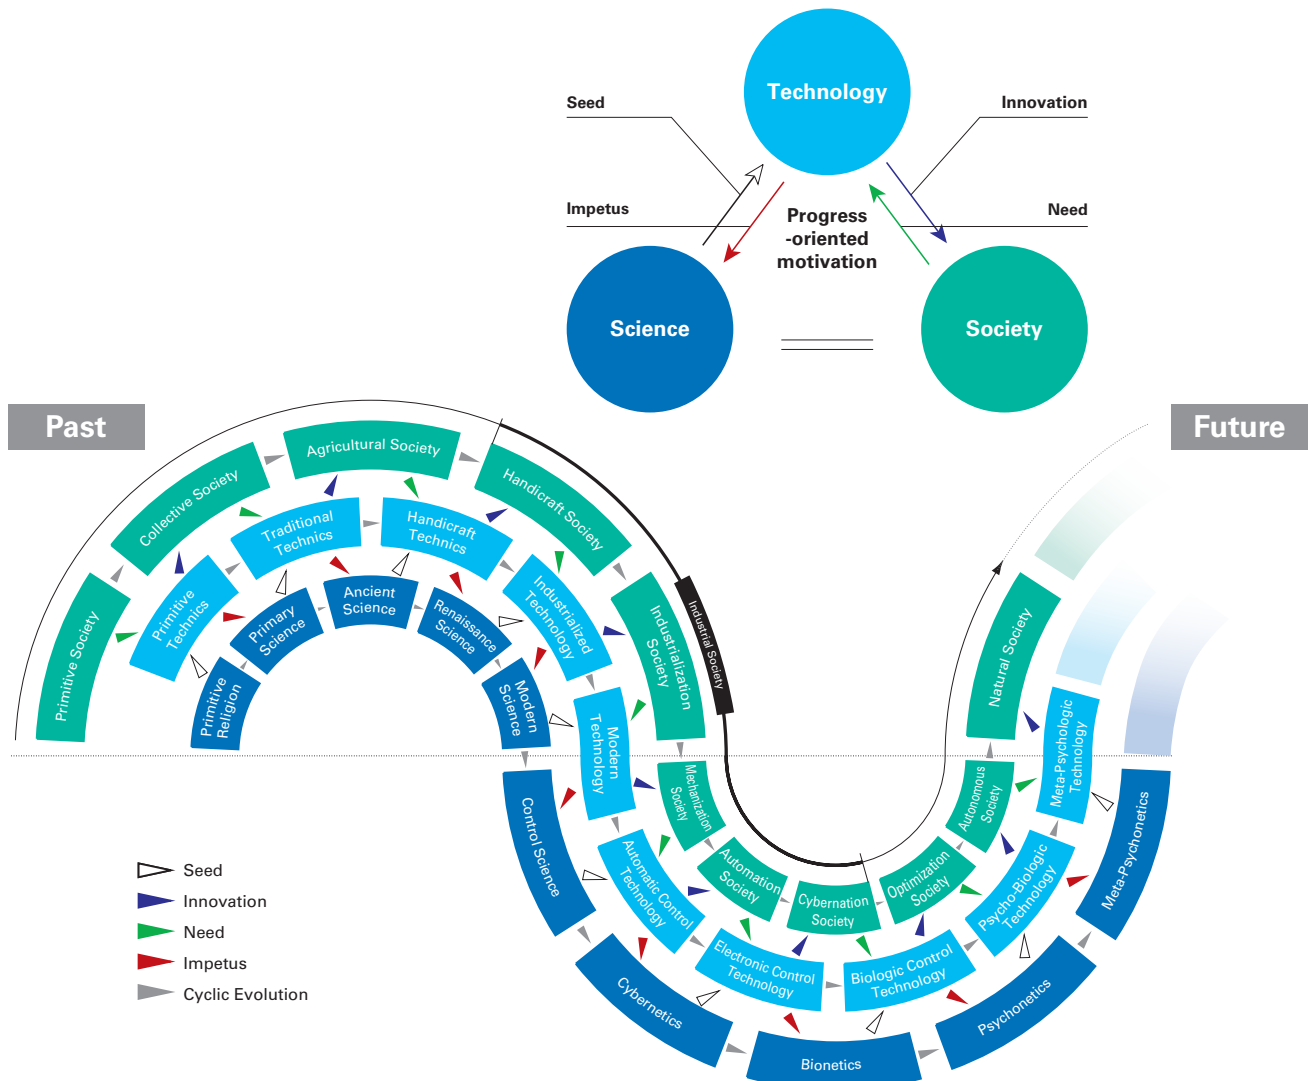 Technology
Seed
Innovation
Impetus
Progress
-oriented
motivation
Need
Science
Society
Past
Future
Primitive Society
Collective Society
Agricultural Society
Handicraft Society
Industrialization
Society
Industrial Society
Mechanization
Society
Automation
Society
Cybernation
Society
Optimization
Society
Autonomous
Society
Natural Society
Primitive
Technics
Traditional
Technics
Handicraft
Technics
Industrialized
Technology
Modern
Technology
Automatic Control
Technology
Electronic Control
Technology
Biologic Control
Technology
Psycho-Biologic
Technology
Meta-Psychologic
Technology
Primitive
Religion
Primary
Science
Ancient
Science
Renaissance
Science
Modern
Science
Control Science
Cybernetics
Bionetics
Psychonetics
Meta-Psychonetics
Seed
Innovation
Need
Impetus
Cyclic Evolution